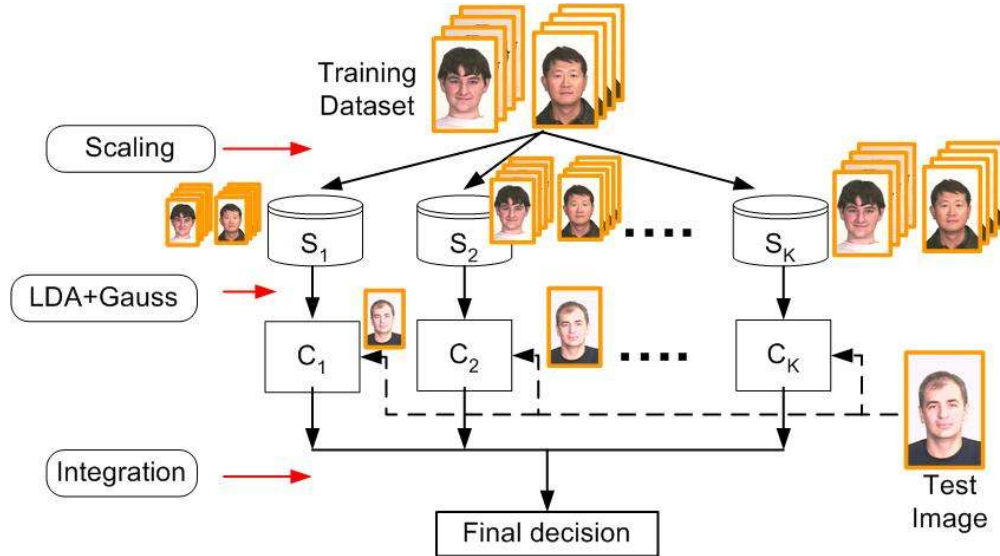 Training
Dataset
Scaling
S1
S2
SK
LDA+Gauss
C1
C2
CK
Integration
Test
Image
Final decision